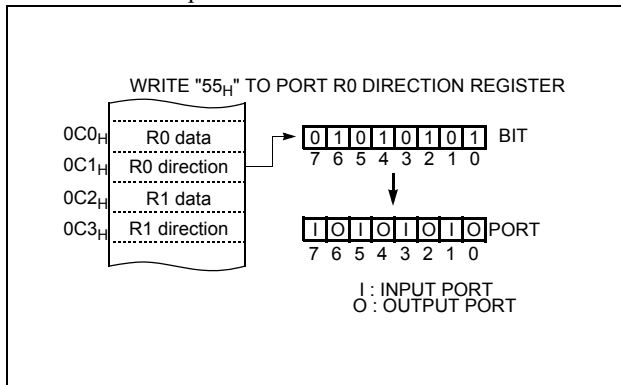 WRITE "55H" TO PORT R0 DIRECTION REGISTER
0C0H R0 data
0 1 0 1 0 1 0 1 BIT
7 6 5 4 3 2 1 0
0C1H R0 direction
0C2H R1 data
0C3H R1 direction
I O I O I O I O PORT
7 6 5 4 3 2 1 0
I : INPUT PORT
O : OUTPUT PORT